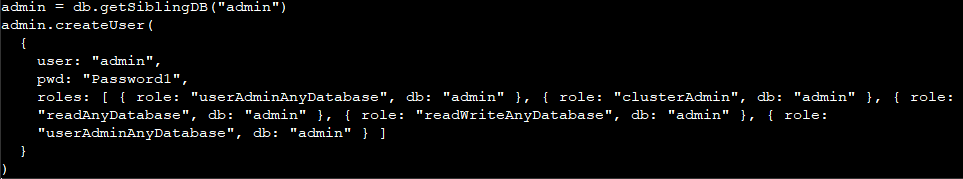 admin = db.getSiblingDB("admin")
admin.createUser(
  {
    user: "admin",
    pwd: "Password1",
    roles: [ { role: "userAdminAnyDatabase", db: "admin" }, { role: "clusterAdmin", db: "admin" }, { role:
    "readAnyDatabase", db: "admin" }, { role: "readWriteAnyDatabase", db: "admin" }, { role:
    "userAdminAnyDatabase", db: "admin" } ]
  }
)